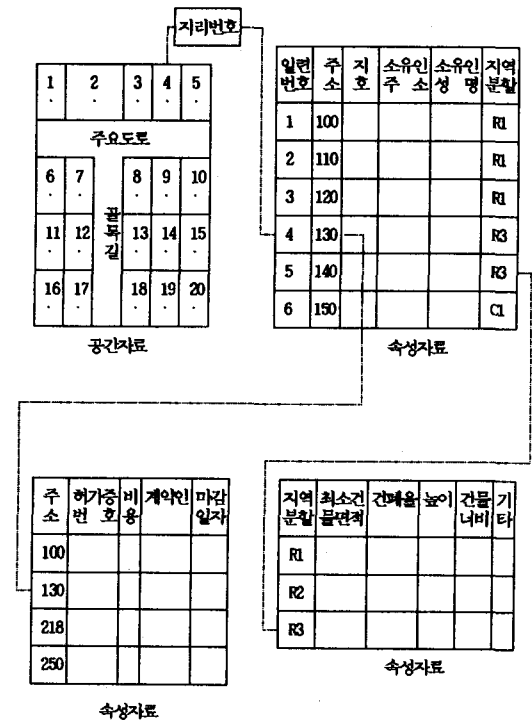 지리번호
1 2 3 4 5
주요도로
6 7 8 9 10
골목길
11 12 13 14 15
16 17 18 19 20
공간자료
일련번호 주소 지호 소유인주소 소유인성명 지역분할
1 100 R1
2 110 R1
3 120 R1
4 130 R3
5 140 R3
6 150 C1
속성자료
주소 허가증번호 비용 계약인 마감일자
100
130
218
250
속성자료
지역분할 최소건물면적 건폐율 높이 건물너비 기타
R1
R2
R3
속성자료